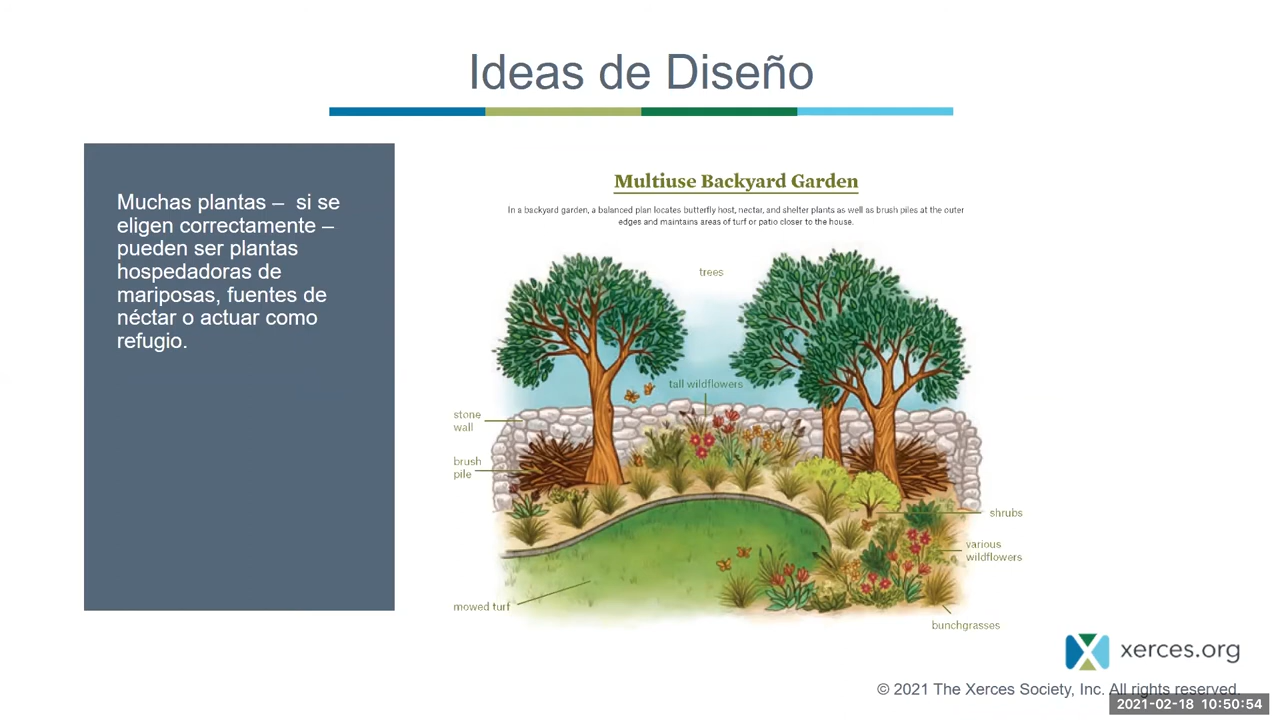 Ideas de Diseño
Muchas plantas – si se
eligen correctamente –
pueden ser plantas
hospedadoras de
mariposas, fuentes de
néctar o actuar como
refugio.
Multiuse Backyard Garden
In a backyard garden, a balanced plan locates butterfly host, nectar, and shelter plants as well as brush piles at the outer
edges and maintains areas of turf or patio closer to the house.
trees
tall wildflowers
stone
wall
brush
pile
shrubs
various
wildflowers
mowed turf
bunchgrasses
xerces.org
© 2021 The Xerces Society, Inc. All rights reserved.
2021-02-18 10:50:54